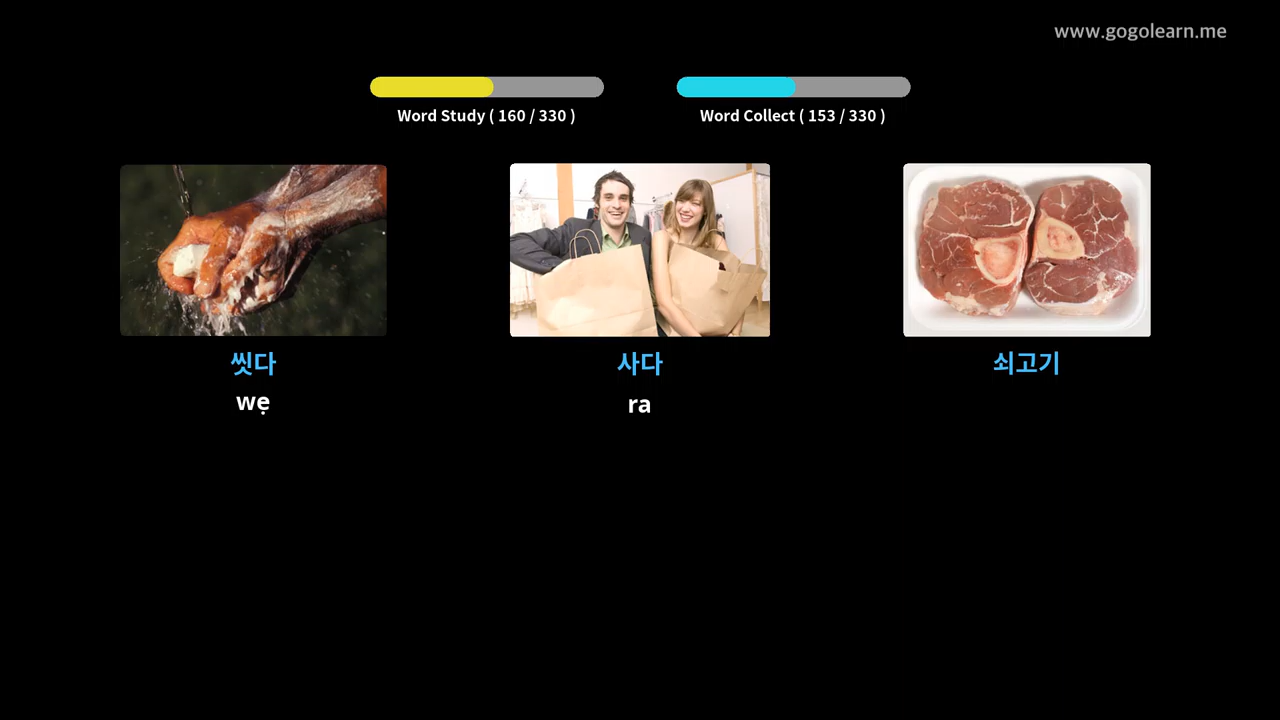 www.gogolearn.me
Word Study ( 160 / 330 )
Word Collect ( 153 / 330 )
씻다
wẹ
사다
ra
쇠고기